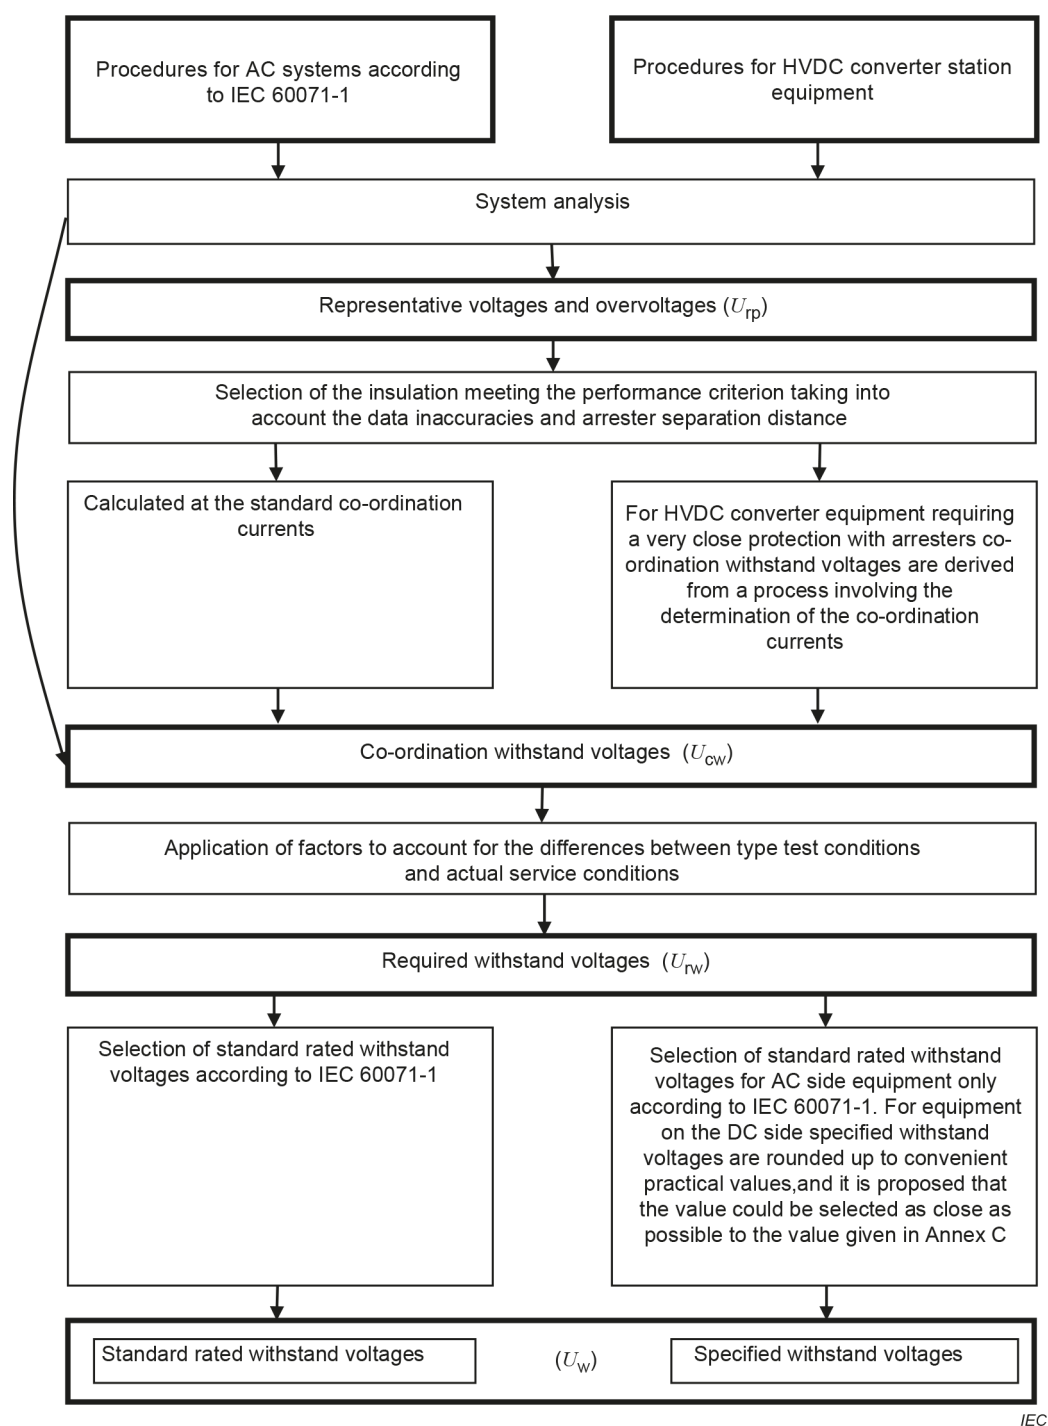 Procedures for AC systems according
to IEC 60071-1
Procedures for HVDC converter station
equipment
System analysis
Representative voltages and overvoltages (Urp)
Selection of the insulation meeting the performance criterion taking into
account the data inaccuracies and arrester separation distance
Calculated at the standard co-ordination
currents
For HVDC converter equipment requiring
a very close protection with arresters co-
ordination withstand voltages are derived
from a process involving the
determination of the co-ordination
currents
Co-ordination withstand voltages (Ucw)
Application of factors to account for the differences between type test conditions
and actual service conditions
Required withstand voltages (Urw)
Selection of standard rated withstand
voltages according to IEC 60071-1
Selection of standard rated withstand
voltages for AC side equipment only
according to IEC 60071-1. For equipment
on the DC side specified withstand
voltages are rounded up to convenient
practical values,and it is proposed that
the value could be selected as close as
possible to the value given in Annex C
Standard rated withstand voltages
(Uw)
Specified withstand voltages
IEC